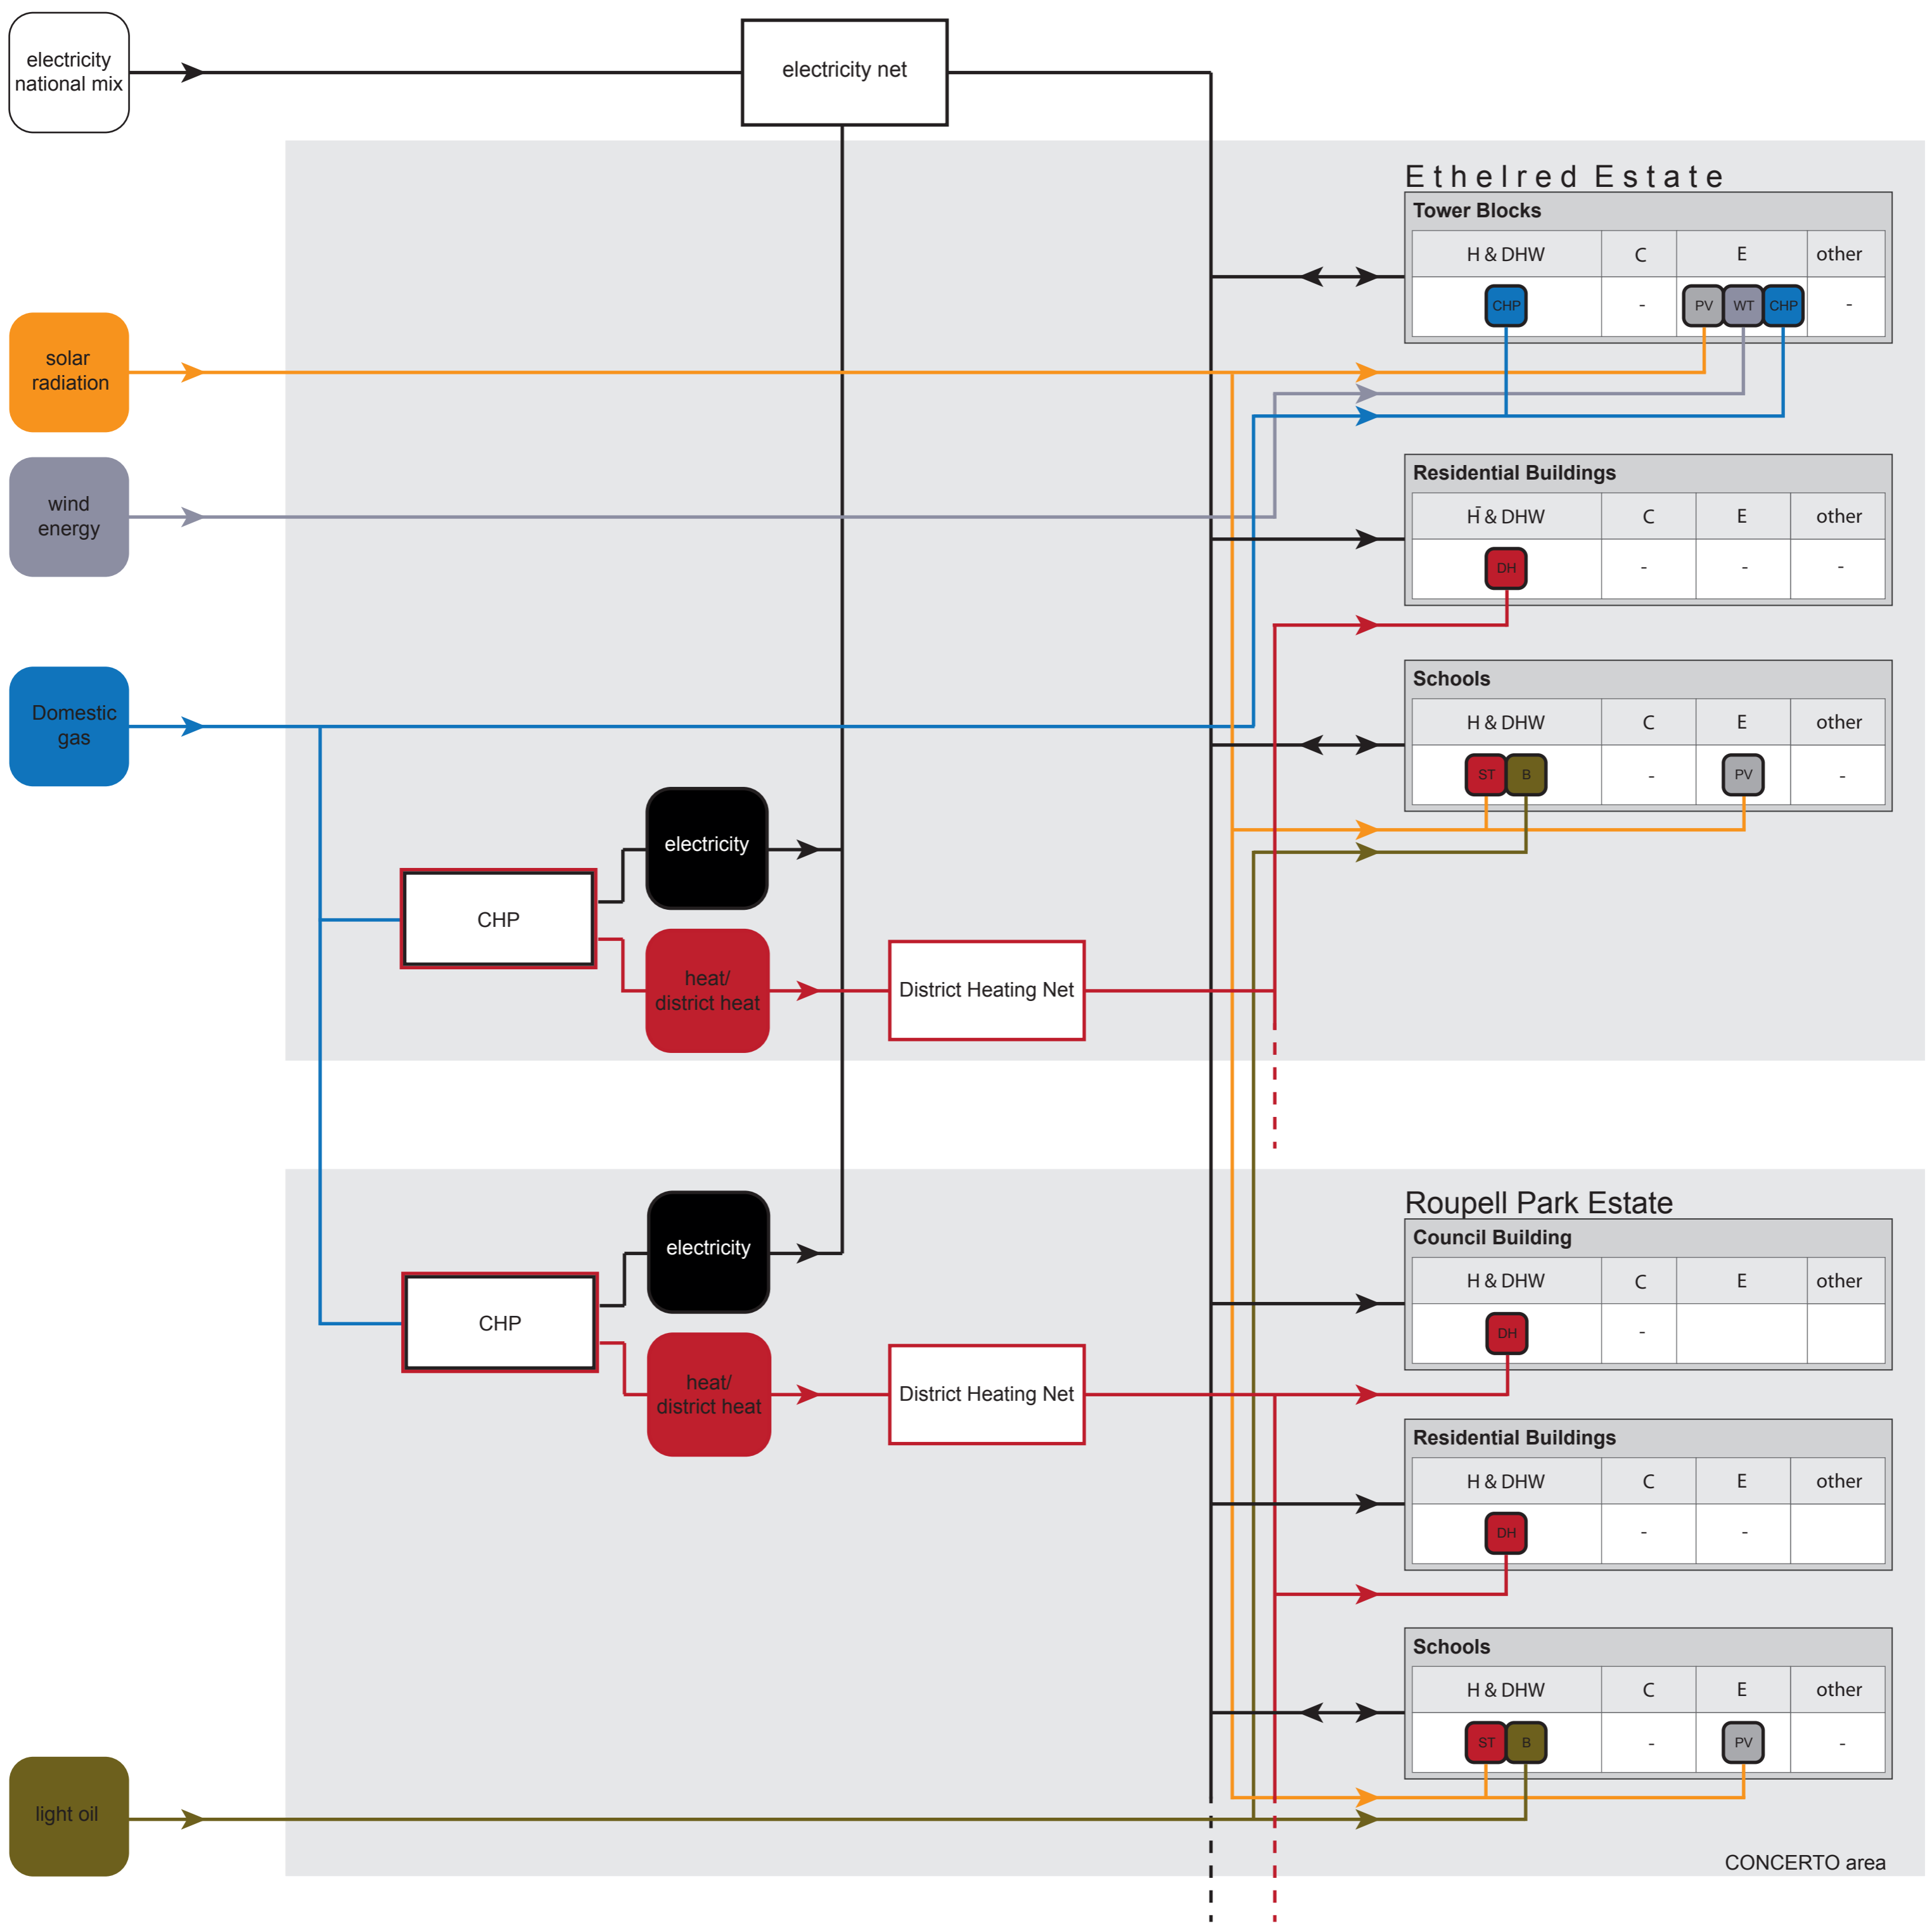 electricity
national mix
electricity net
Ethelred Estate
Tower Blocks
H & DHW C E other
CHP - PV WT CHP -
solar
radiation
wind
energy
Residential Buildings
H̄ & DHW C E other
DH - - -
Domestic
gas
Schools
H & DHW C E other
ST B - PV -
electricity
CHP
heat/
district heat
District Heating Net
Roupell Park Estate
Council Building
H & DHW C E other
DH -
electricity
CHP
heat/
district heat
District Heating Net
Residential Buildings
H & DHW C E other
DH - -
Schools
H & DHW C E other
ST B - PV -
light oil
CONCERTO area